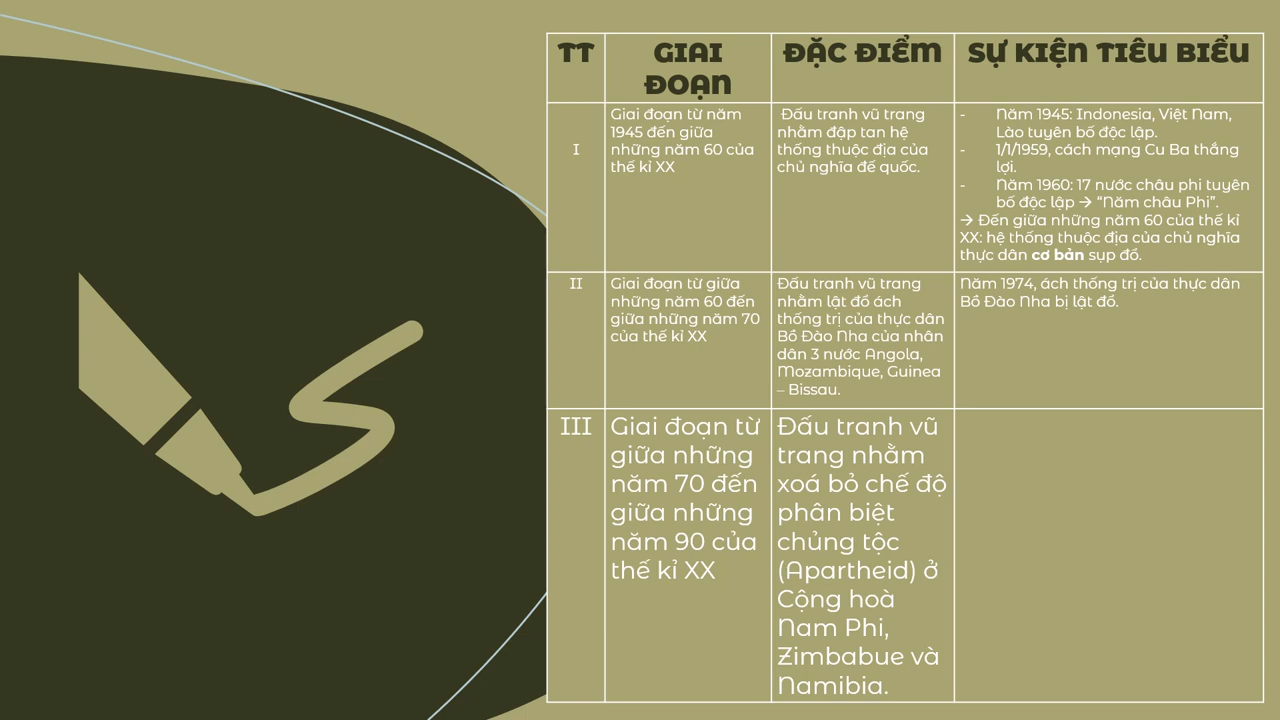 TT
GIAI
ĐOẠN
ĐẶC ĐIỂM
SỰ KIỆN TIÊU BIỂU
I
Giai đoạn từ năm
1945 đến giữa
những năm 60 của
thế kỉ XX
Đấu tranh vũ trang
nhằm đập tan hệ
thống thuộc địa của
chủ nghĩa đế quốc.
- Năm 1945: Indonesia, Việt Nam,
Lào tuyên bố độc lập.
- 1/1/1959, cách mạng Cu Ba thắng
lợi.
- Năm 1960: 17 nước châu phi tuyên
bố độc lập → “Năm châu Phi”.
→ Đến giữa những năm 60 của thế kỉ
XX: hệ thống thuộc địa của chủ nghĩa
thực dân cơ bản sụp đổ.
II
Giai đoạn từ giữa
những năm 60 đến
giữa những năm 70
của thế kỉ XX
Đấu tranh vũ trang
nhằm lật đổ ách
thống trị của thực dân
Bồ Đào Nha của nhân
dân 3 nước Angola,
Mozambique, Guinea
– Bissau.
Năm 1974, ách thống trị của thực dân
Bồ Đào Nha bị lật đổ.
III
Giai đoạn từ
giữa những
năm 70 đến
giữa những
năm 90 của
thế kỉ XX
Đấu tranh vũ
trang nhằm
xoá bỏ chế độ
phân biệt
chủng tộc
(Apartheid) ở
Cộng hoà
Nam Phi,
Zimbabue và
Namibia.